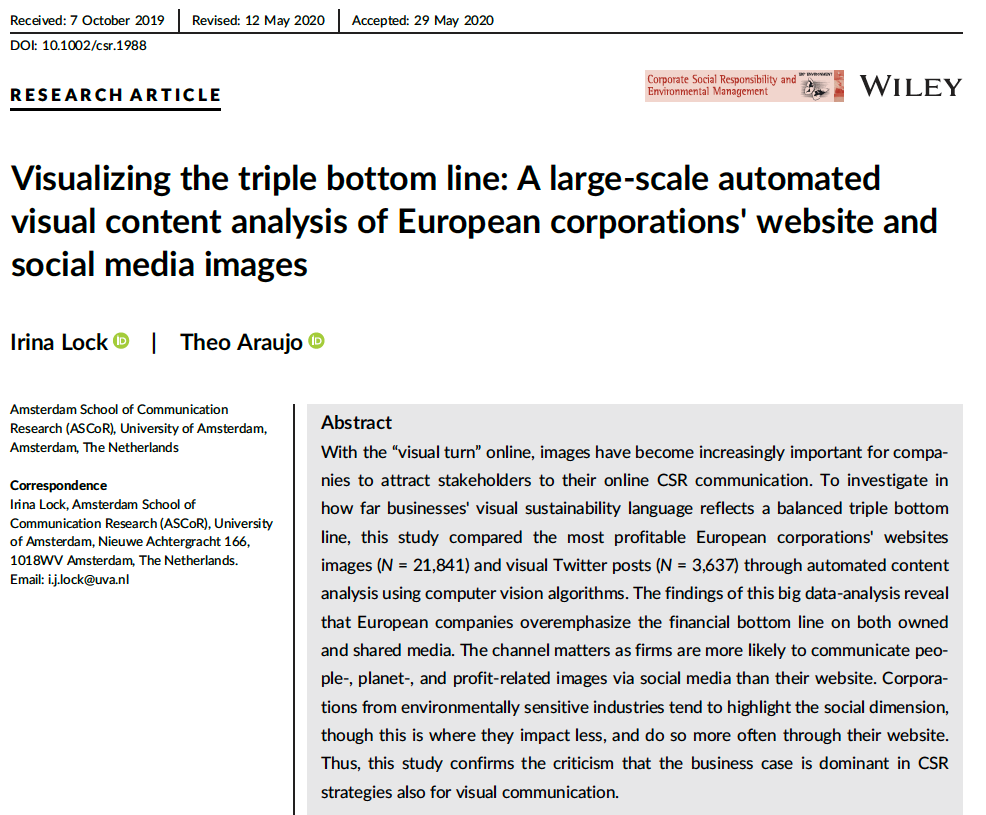 Received: 7 October 2019 Revised: 12 May 2020 Accepted: 29 May 2020
DOI: 10.1002/csr.1988
RESEARCH ARTICLE
Corporate Social Responsibility and
Environmental Management
WILEY
Visualizing the triple bottom line: A large-scale automated
visual content analysis of European corporations' website and
social media images
Irina Lock iD | Theo Araujo iD
Amsterdam School of Communication
Research (ASCoR), University of Amsterdam,
Amsterdam, The Netherlands
Correspondence
Irina Lock, Amsterdam School of
Communication Research (ASCoR), University
of Amsterdam, Nieuwe Achtergracht 166,
1018WV Amsterdam, The Netherlands.
Email: i.j.lock@uva.nl
Abstract
With the “visual turn” online, images have become increasingly important for compa-
nies to attract stakeholders to their online CSR communication. To investigate in
how far businesses' visual sustainability language reflects a balanced triple bottom
line, this study compared the most profitable European corporations' websites
images (N = 21,841) and visual Twitter posts (N = 3,637) through automated content
analysis using computer vision algorithms. The findings of this big data-analysis reveal
that European companies overemphasize the financial bottom line on both owned
and shared media. The channel matters as firms are more likely to communicate peo-
ple-, planet-, and profit-related images via social media than their website. Corpora-
tions from environmentally sensitive industries tend to highlight the social dimension,
though this is where they impact less, and do so more often through their website.
Thus, this study confirms the criticism that the business case is dominant in CSR
strategies also for visual communication.